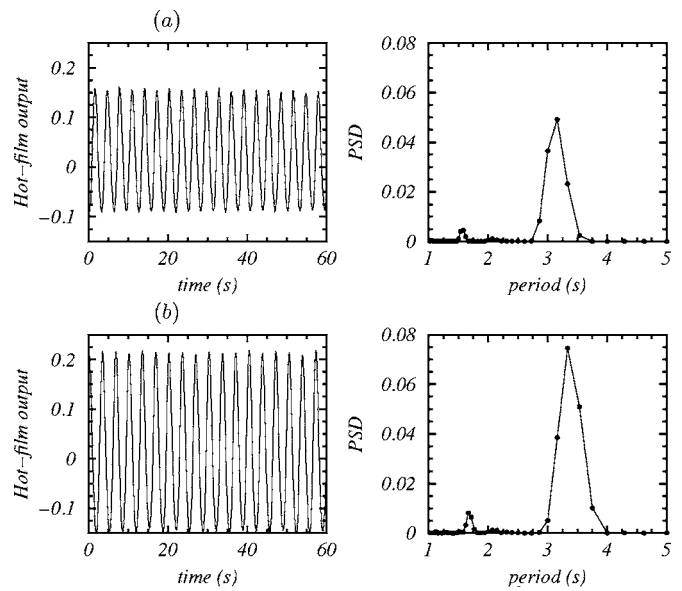 (a)
0.2
0.1
0
−0.1
Hot−film output
0 20 40 60
time (s)
0.08
0.06
0.04
0.02
0
PSD
1 2 3 4 5
period (s)
(b)
0.2
0.1
0
−0.1
Hot−film output
0 20 40 60
time (s)
0.08
0.06
0.04
0.02
0
PSD
1 2 3 4 5
period (s)